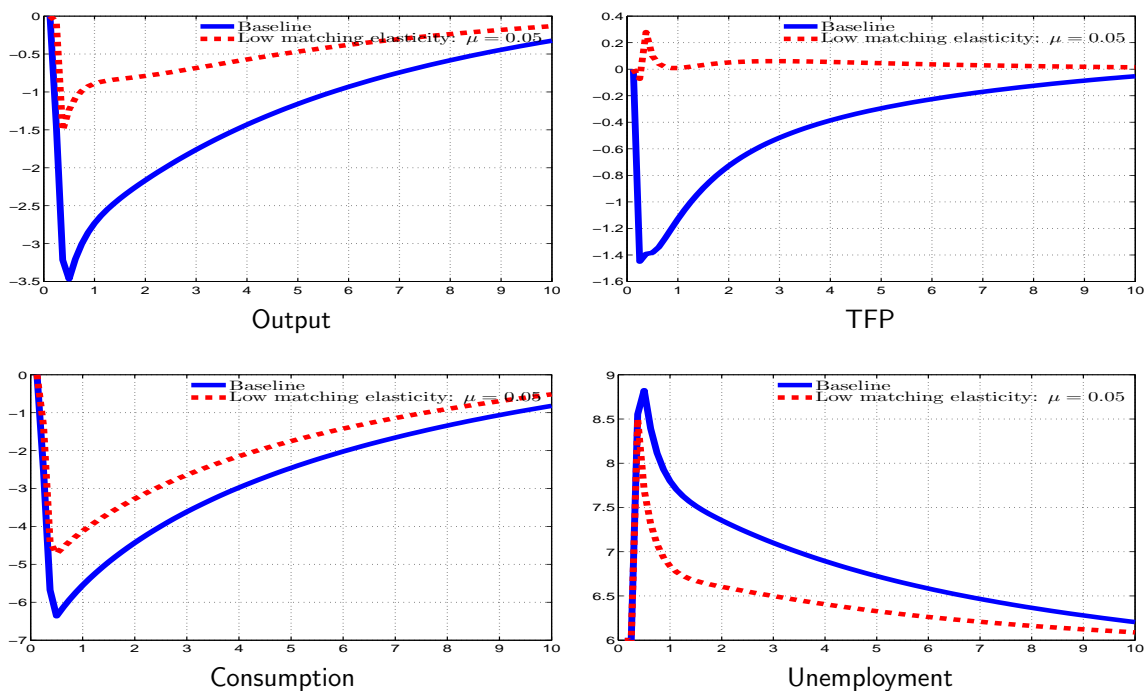 0
−0.5
−1
−1.5
−2
−2.5
−3
−3.5
0 1 2 3 4 5 6 7 8 9 10
Baseline
Low matching elasticity: μ = 0.05
Output
0.4
0.2
0
−0.2
−0.4
−0.6
−0.8
−1
−1.2
−1.4
−1.6
0 1 2 3 4 5 6 7 8 9 10
Baseline
Low matching elasticity: μ = 0.05
TFP
0
−1
−2
−3
−4
−5
−6
−7
0 1 2 3 4 5 6 7 8 9 10
Baseline
Low matching elasticity: μ = 0.05
Consumption
9
8.5
8
7.5
7
6.5
6
0 1 2 3 4 5 6 7 8 9 10
Baseline
Low matching elasticity: μ = 0.05
Unemployment